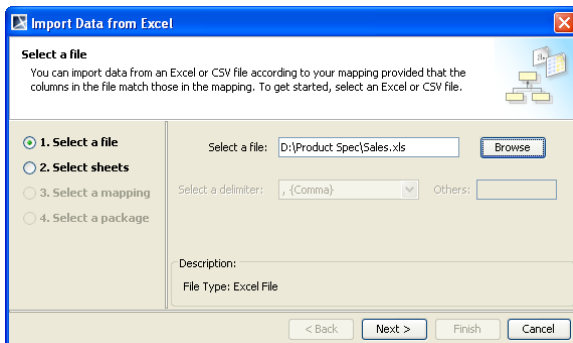 Import Data from Excel
Select a file
You can import data from an Excel or CSV file according to your mapping provided that the
columns in the file match those in the mapping. To get started, select an Excel or CSV file.
1. Select a file
2. Select sheets
3. Select a mapping
4. Select a package
Select a file: D:\Product Spec\Sales.xls Browse
Select a delimiter: , {Comma} Others:
Description:
File Type: Excel File
< Back Next > Finish Cancel